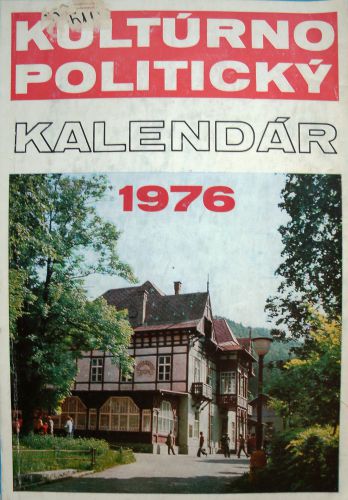 KULTÚRNO
POLITICKÝ
KALENDÁR
1976